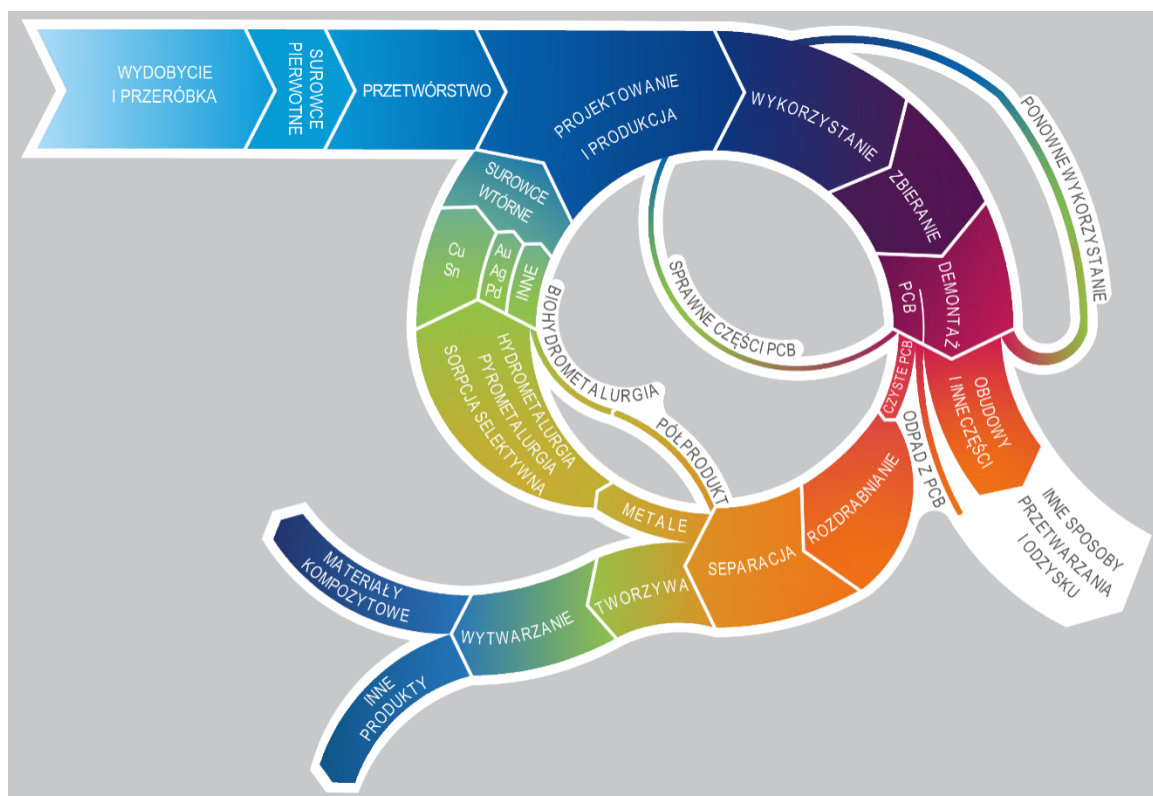 WYDOBYCIE
I PRZERÓBKA
SUROWCE
PIERWOTNE
PRZETWÓRSTWO
PROJEKTOWANIE
I PRODUKCJA
WYKORZYSTANIE
ZBIERANIE
DEMONTAŻ
PCB
PONOWNE WYKORZYSTANIE
SPRAWNE CZĘŚCI PCB
CZYSTE PCB
ODPAD Z PCB
OBUDOWY
I INNE CZĘŚCI
INNE SPOSOBY
PRZETWARZANIA
I ODZYSKU
ROZDRABNIANIE
SEPARACJA
PÓŁPRODUKT
BIOHYDROMETALURGIA
METALE
HYDROMETALURGIA
PYROMETALURGIA
SORPCJA SELEKTYWNA
Cu
Sn
Au
Ag
Pd
INNE
SUROWCE
WTÓRNE
TWORZYWA
WYTWARZANIE
MATERIAŁY
KOMPOZYTOWE
INNE
PRODUKTY